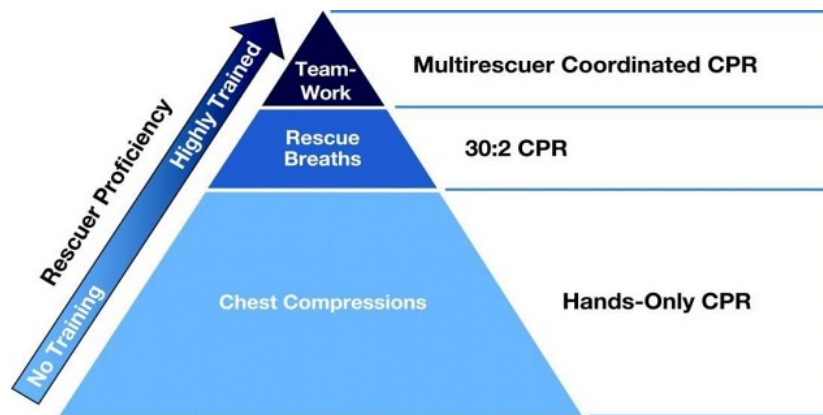 Rescuer Proficiency
Highly Trained
No Training
Team-
Work
Multirescuer Coordinated CPR
Rescue
Breaths
30:2 CPR
Chest Compressions
Hands-Only CPR